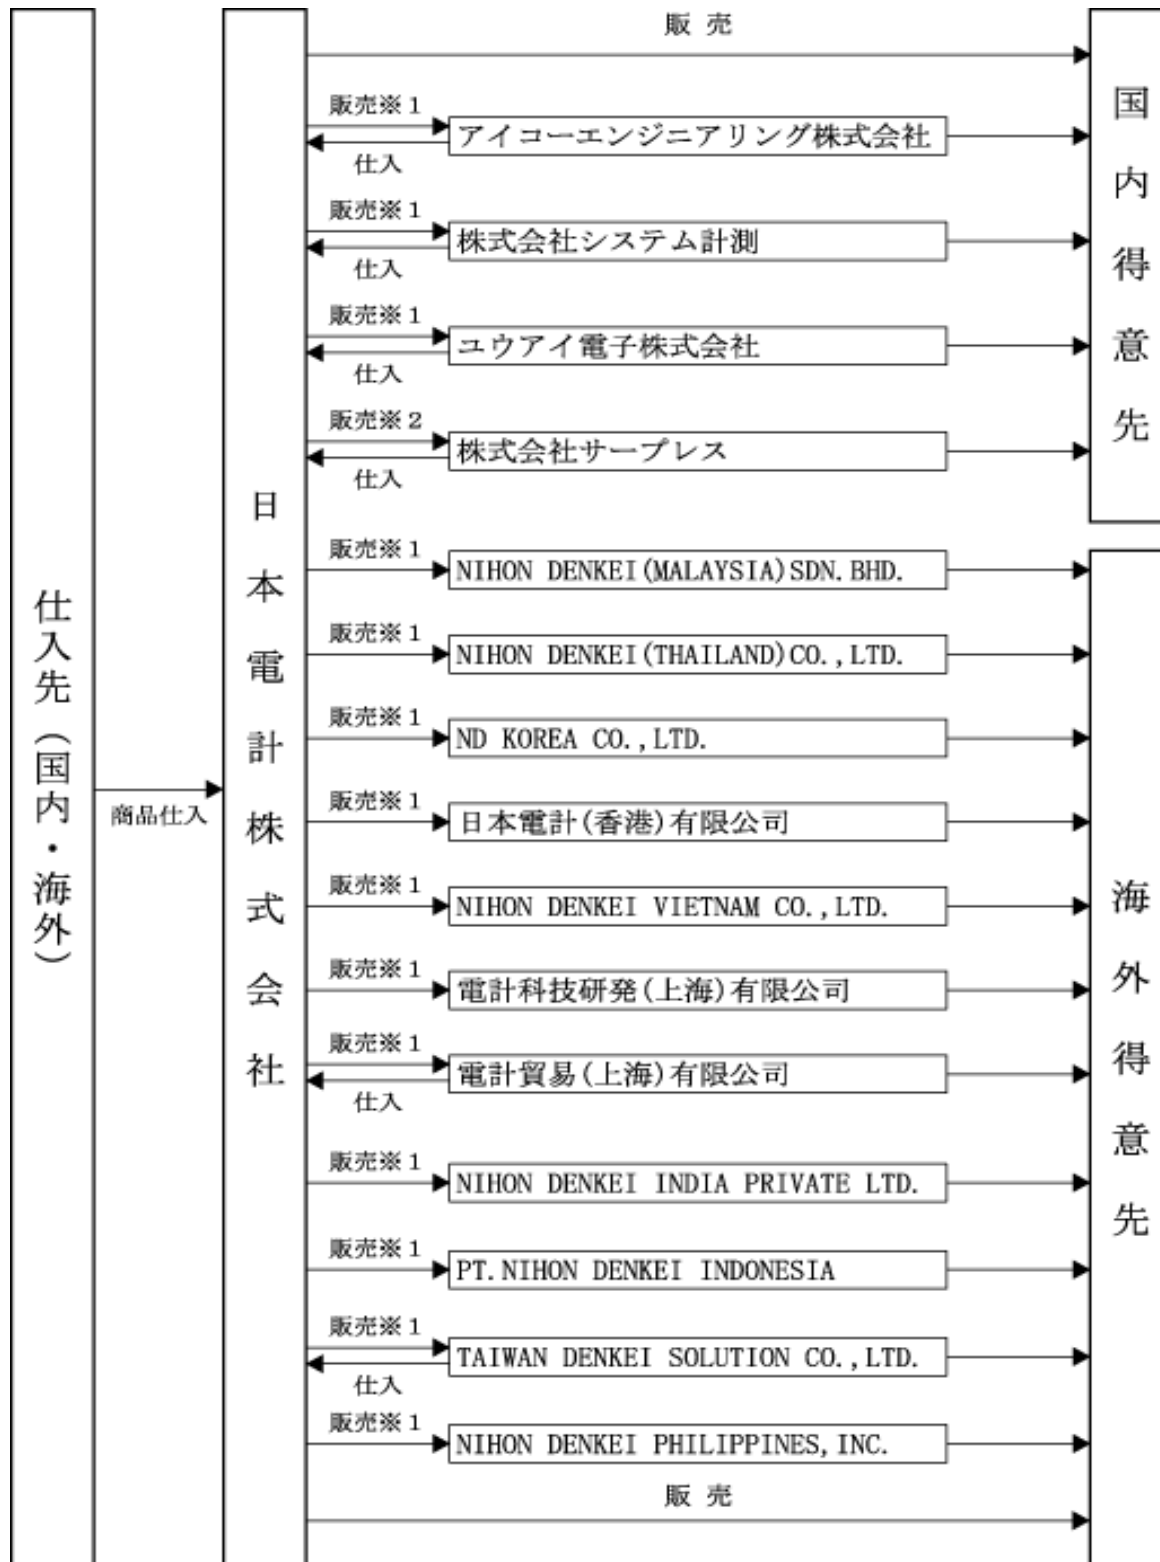 仕入先（国内・海外）
商品仕入
日本電計株式会社
販 売
販売※１
アイコーエンジニアリング株式会社
仕入
販売※１
株式会社システム計測
仕入
販売※１
ユウアイ電子株式会社
仕入
販売※２
株式会社サープレス
仕入
国内得意先
販売※１
NIHON DENKEI(MALAYSIA)SDN.BHD.
販売※１
NIHON DENKEI(THAILAND)CO.,LTD.
販売※１
ND KOREA CO.,LTD.
販売※１
日本電計(香港)有限公司
販売※１
NIHON DENKEI VIETNAM CO.,LTD.
販売※１
電計科技研発(上海)有限公司
販売※１
電計貿易(上海)有限公司
仕入
販売※１
NIHON DENKEI INDIA PRIVATE LTD.
販売※１
PT.NIHON DENKEI INDONESIA
販売※１
TAIWAN DENKEI SOLUTION CO.,LTD.
仕入
販売※１
NIHON DENKEI PHILIPPINES,INC.
販 売
海外得意先